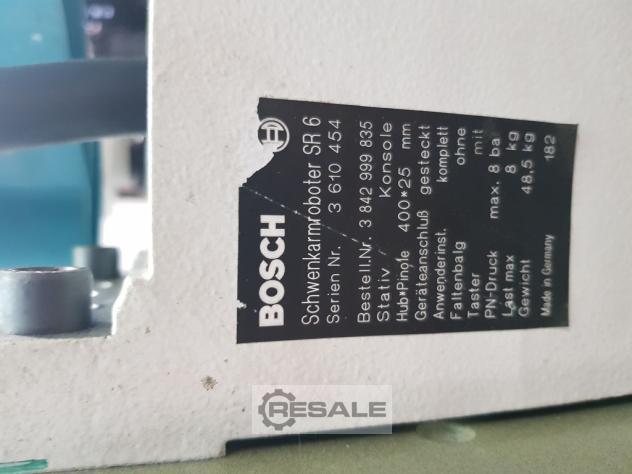 BOSCH
Schwenkarmroboter SR 6
Serien Nr. 3 610 454
Bestell.Nr. 3 842 999 835
Stativ Konsole
Hub*Pinole 400*25 mm
Geräteanschluß gesteckt
Anwenderinst. komplett
Faltenbalg ohne
Taster mit
PN-Druck max. 8 ba
Last max 8 kg
Gewicht 48,5 kg
Made in Germany 182
RESALE